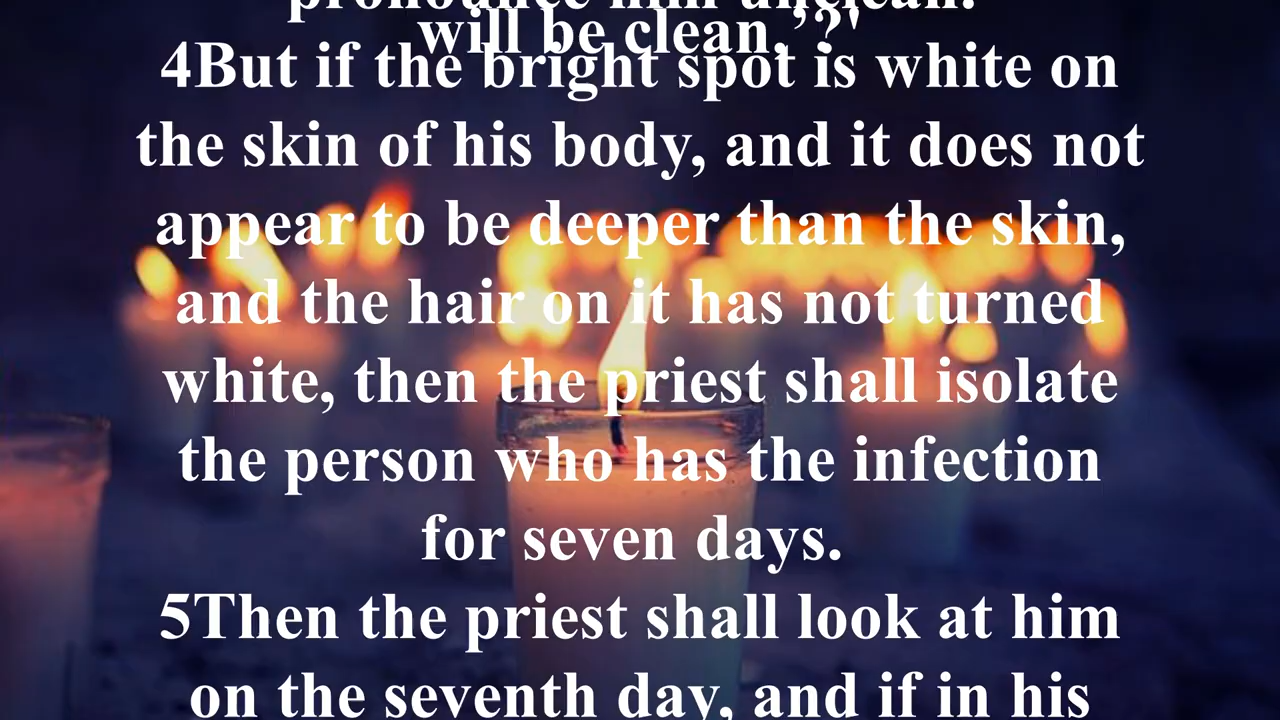 pronounce him unclean.
will be clean.’?'
4But if the bright spot is white on
the skin of his body, and it does not
appear to be deeper than the skin,
and the hair on it has not turned
white, then the priest shall isolate
the person who has the infection
for seven days.
5Then the priest shall look at him
on the seventh day, and if in his